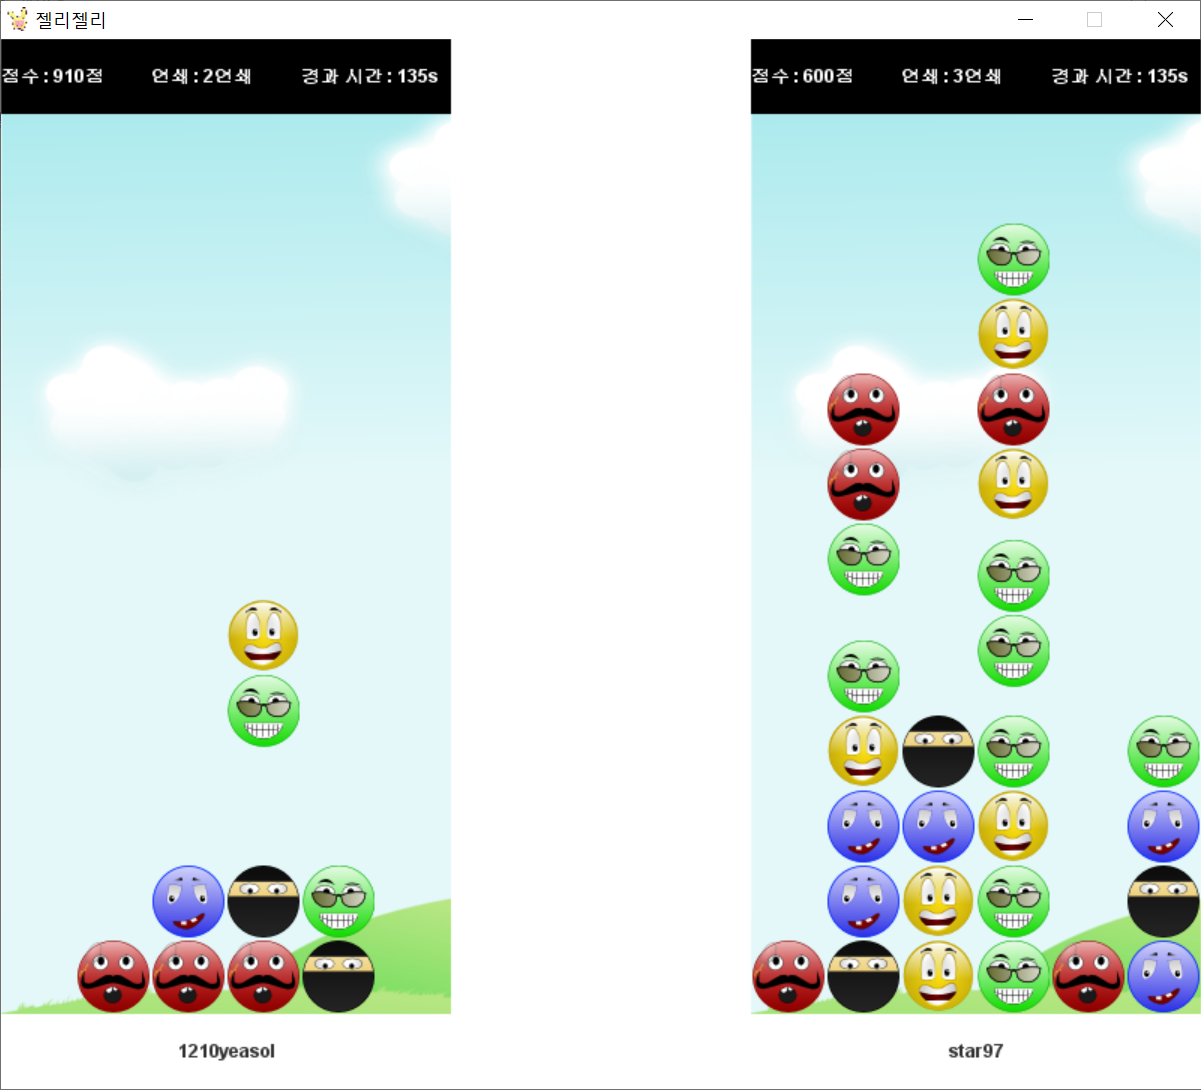 젤리젤리
점수 : 910점 연쇄 : 2연쇄 경과 시간 : 135s
점수 : 600점 연쇄 : 3연쇄 경과 시간 : 135s
1210yeasol
star97